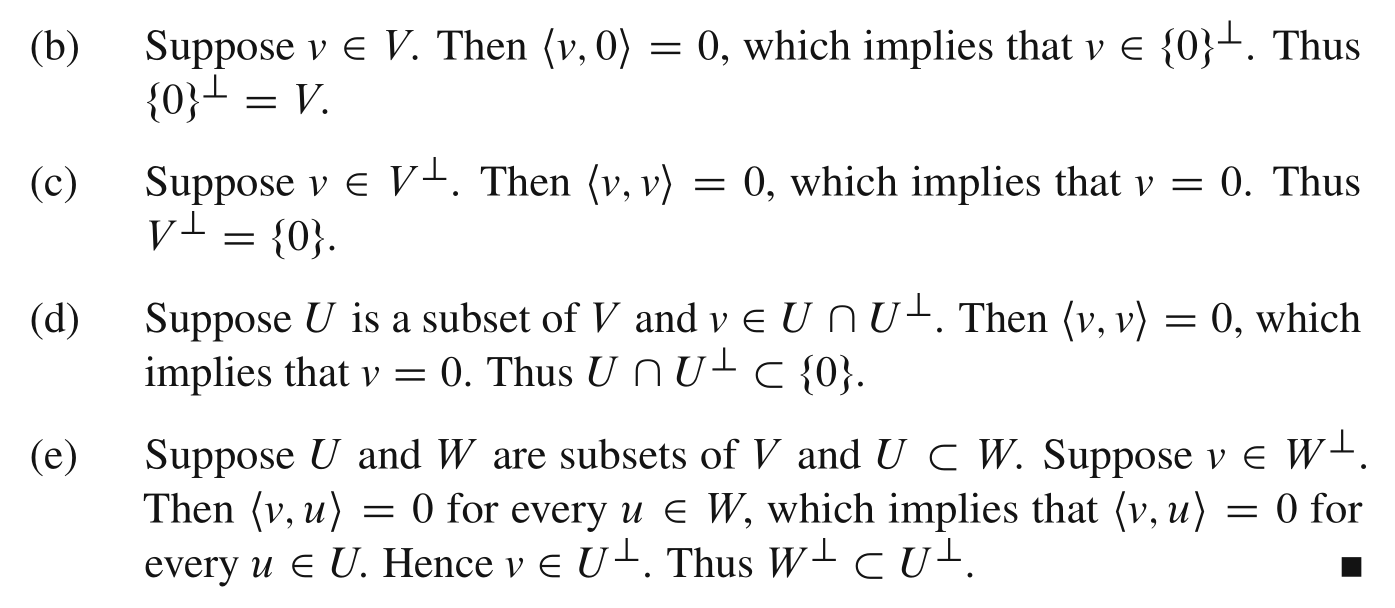 (b) Suppose v ∈ V. Then ⟨v, 0⟩ = 0, which implies that v ∈ {0}⊥. Thus
{0}⊥ = V.
(c) Suppose v ∈ V⊥. Then ⟨v, v⟩ = 0, which implies that v = 0. Thus
V⊥ = {0}.
(d) Suppose U is a subset of V and v ∈ U ∩ U⊥. Then ⟨v, v⟩ = 0, which
implies that v = 0. Thus U ∩ U⊥ ⊂ {0}.
(e) Suppose U and W are subsets of V and U ⊂ W. Suppose v ∈ W⊥.
Then ⟨v, u⟩ = 0 for every u ∈ W, which implies that ⟨v, u⟩ = 0 for
every u ∈ U. Hence v ∈ U⊥. Thus W⊥ ⊂ U⊥. ■